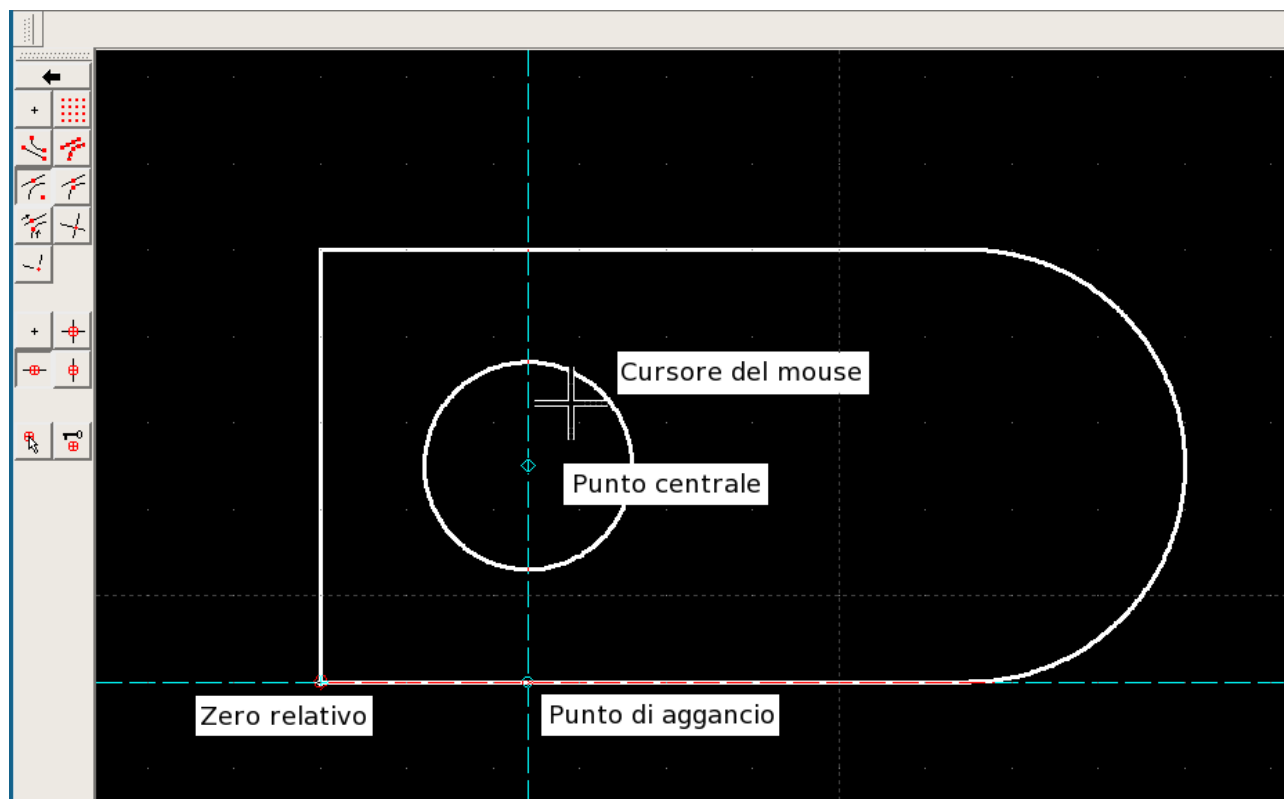 Cursore del mouse
Punto centrale
Zero relativo
Punto di aggancio